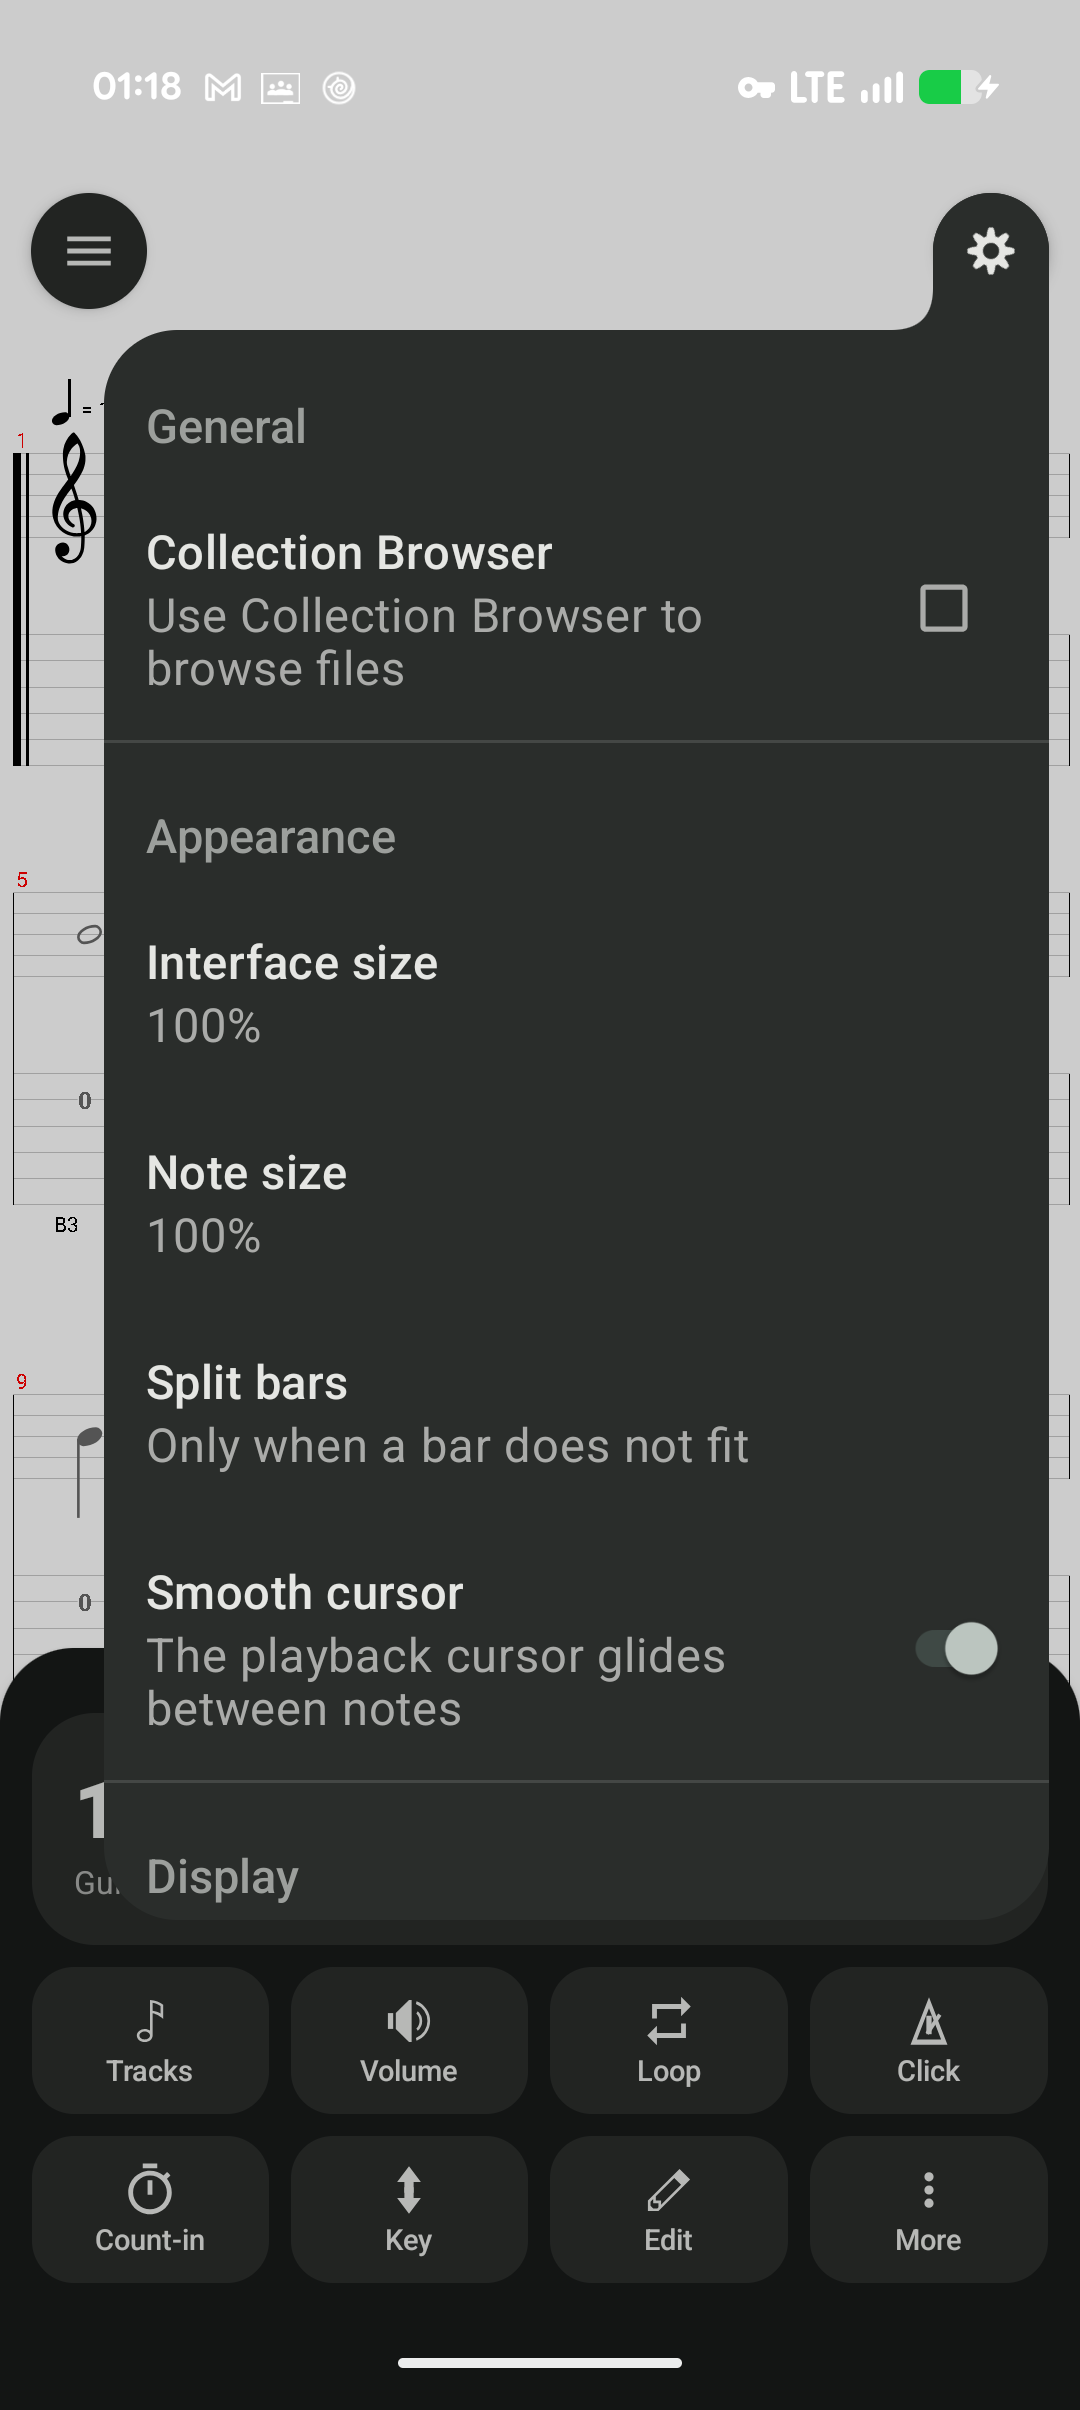 01:18 LTE
= 1
1
General
Collection Browser
Use Collection Browser to
browse files
Appearance
5
Interface size
100%
0
Note size
B3
100%
9
Split bars
Only when a bar does not fit
Smooth cursor
0
The playback cursor glides
between notes
1
Display
Tracks Volume Loop Click
Count-in Key Edit More